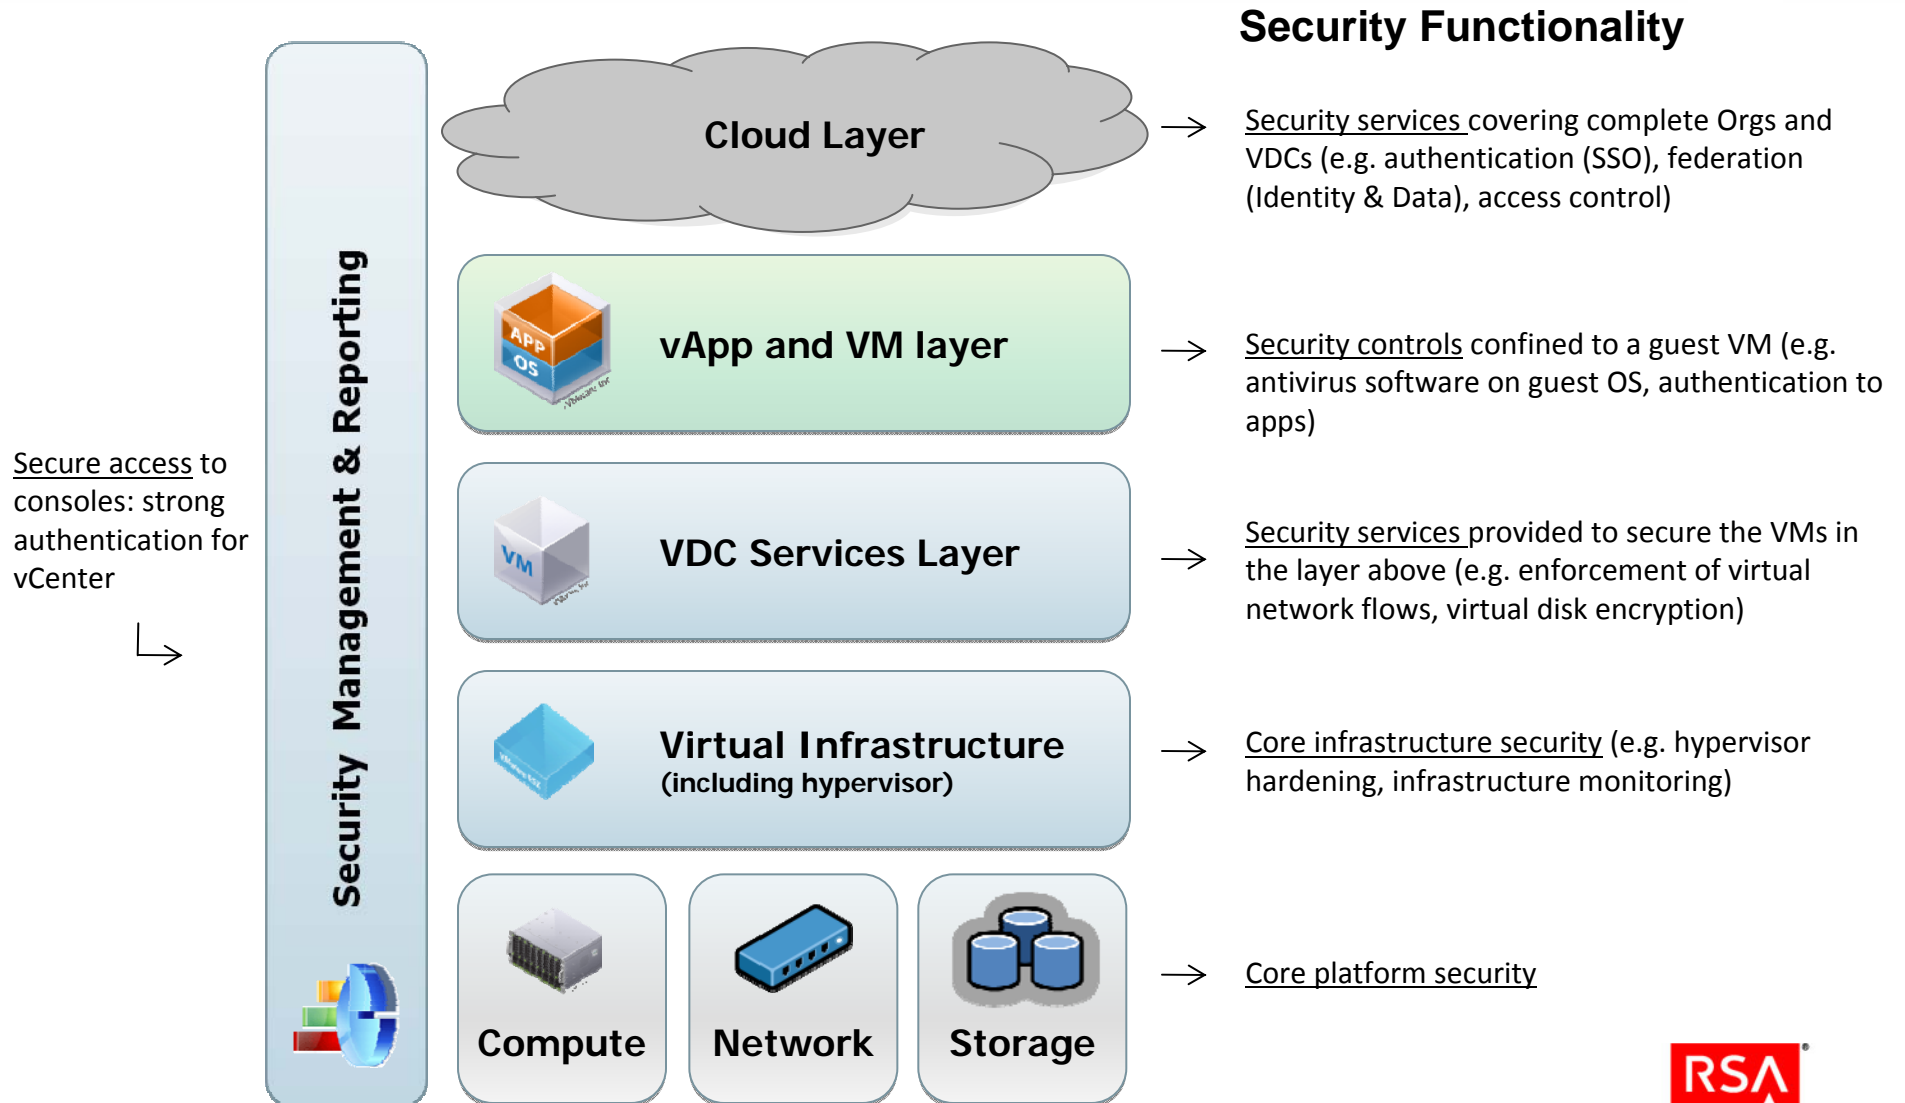 Security Functionality
Cloud Layer
Security services covering complete Orgs and
VDCs (e.g. authentication (SSO), federation
(Identity & Data), access control)
APP
OS
vApp and VM layer
Security controls confined to a guest VM (e.g.
antivirus software on guest OS, authentication to
apps)
Security Management & Reporting
Secure access to
consoles: strong
authentication for
vCenter
VM
VDC Services Layer
Security services provided to secure the VMs in
the layer above (e.g. enforcement of virtual
network flows, virtual disk encryption)
Virtual Infrastructure
(including hypervisor)
Core infrastructure security (e.g. hypervisor
hardening, infrastructure monitoring)
Compute
Network
Storage
Core platform security
RSA®